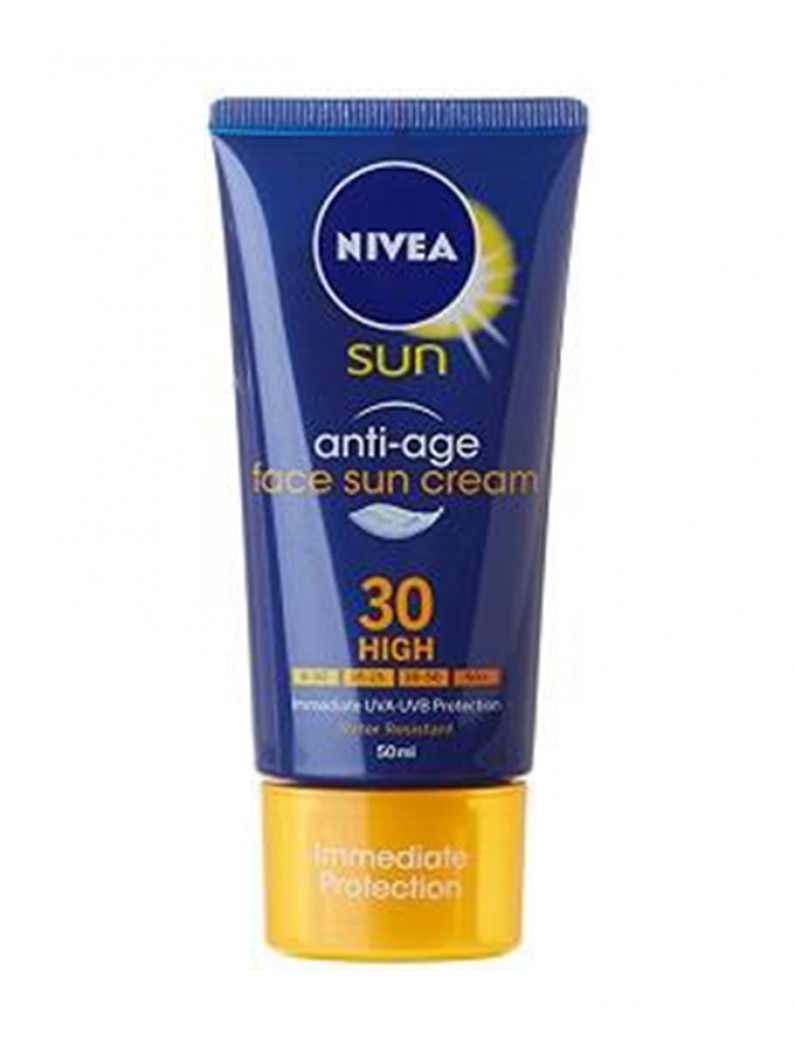 NIVEA
sun
anti-age
face sun cream
30
HIGH
Immediate UVA-UVB Protection
Water Resistant
50ml
Immediate
Protection